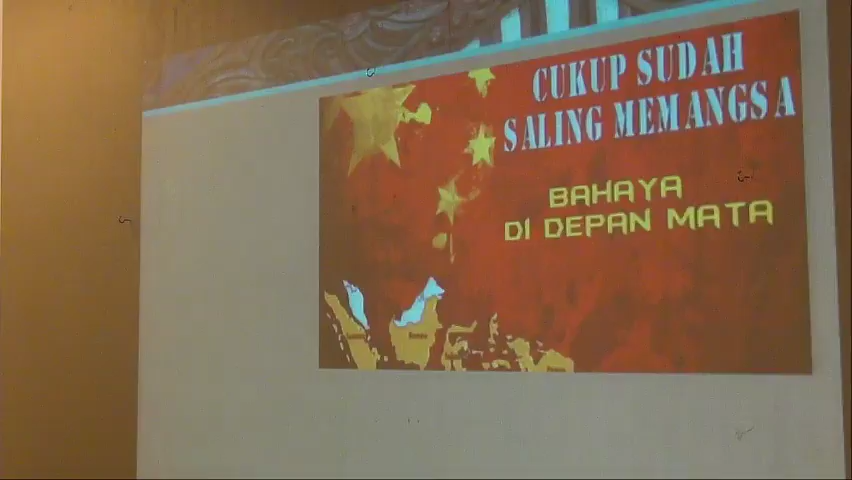 CUKUP SUDAH
SALING MEMANGSA
BAHAYA
DI DEPAN MATA